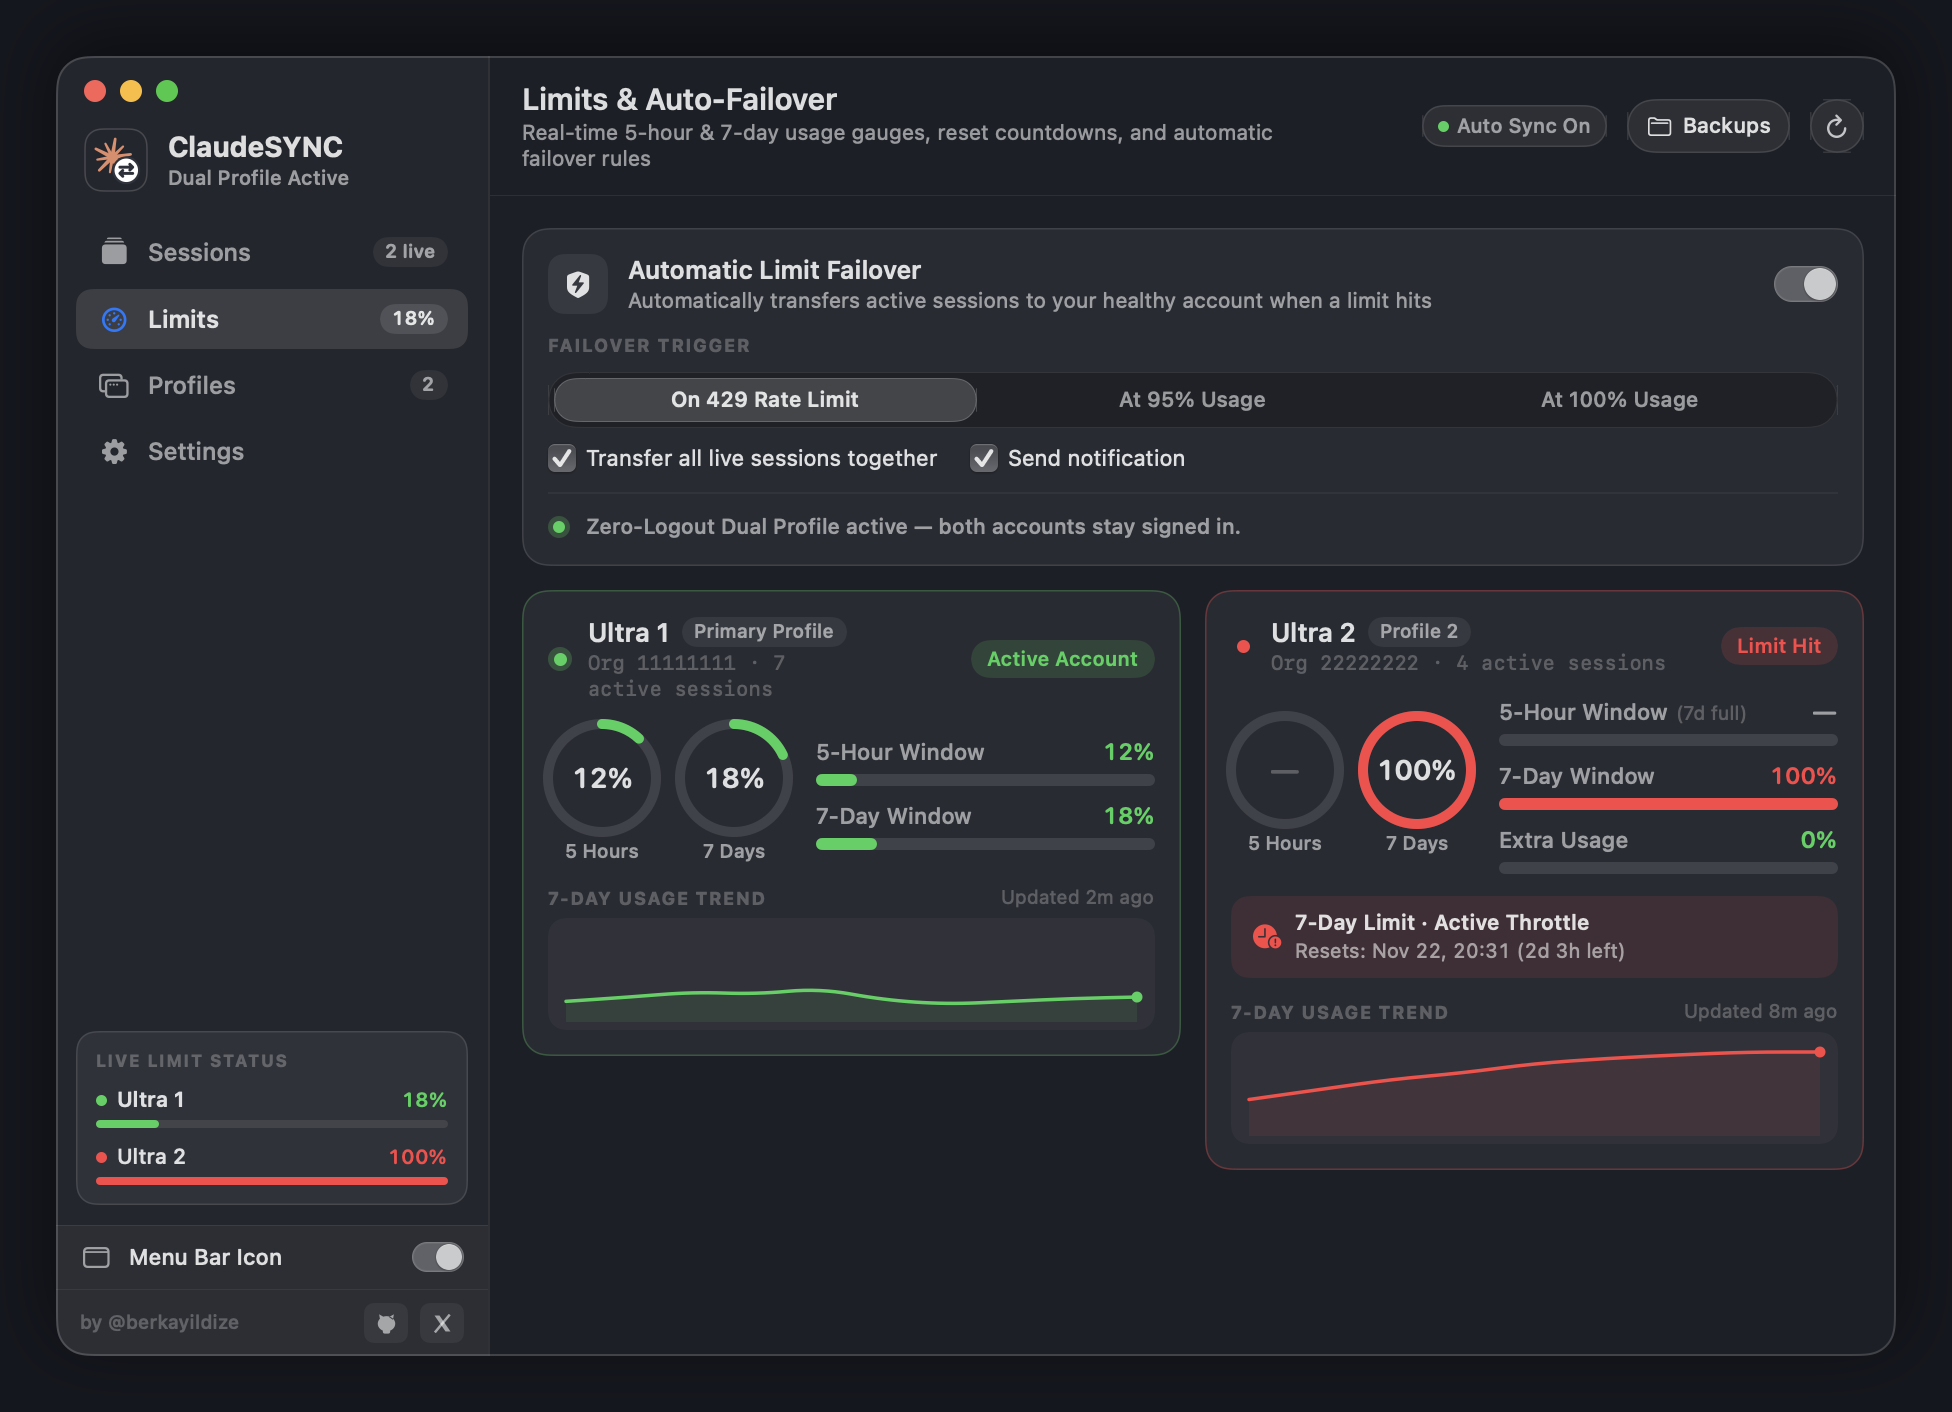 ClaudeSYNC
Dual Profile Active
Sessions
2 live
Limits
18%
Profiles
2
Settings
LIVE LIMIT STATUS
Ultra 1
18%
Ultra 2
100%
Menu Bar Icon
by @berkayildize
Limits & Auto-Failover
Real-time 5-hour & 7-day usage gauges, reset countdowns, and automatic
failover rules
Auto Sync On
Backups
Automatic Limit Failover
Automatically transfers active sessions to your healthy account when a limit hits
FAILOVER TRIGGER
On 429 Rate Limit
At 95% Usage
At 100% Usage
Transfer all live sessions together
Send notification
Zero-Logout Dual Profile active — both accounts stay signed in.
Ultra 1
Primary Profile
Org 11111111 · 7
active sessions
Active Account
12%
5 Hours
18%
7 Days
5-Hour Window
12%
7-Day Window
18%
7-DAY USAGE TREND
Updated 2m ago
Ultra 2
Profile 2
Org 22222222 · 4 active sessions
Limit Hit
—
5 Hours
100%
7 Days
5-Hour Window (7d full)
—
7-Day Window
100%
Extra Usage
0%
7-Day Limit · Active Throttle
Resets: Nov 22, 20:31 (2d 3h left)
7-DAY USAGE TREND
Updated 8m ago